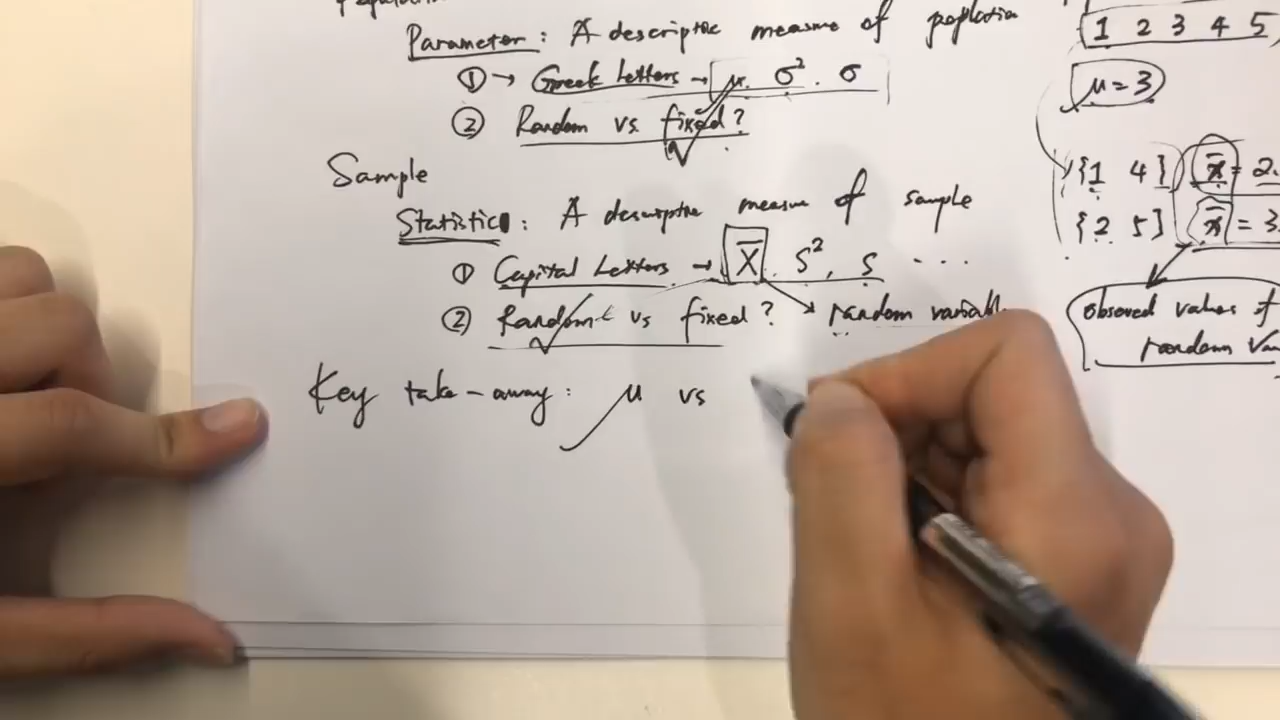 Parameter: A descriptive measure of population
① → Greek Letters → μ. σ². σ
② Random vs fixed?
Sample
Statistic: A descriptive measure of sample
① Capital Letters → X̄. S², S ....
② Random vs fixed? random variable
Key take-away: μ vs
1 2 3 4 5
μ = 3
{1 4} x̄ = 2.
{2 5} x̄ = 3.
observed values of
random